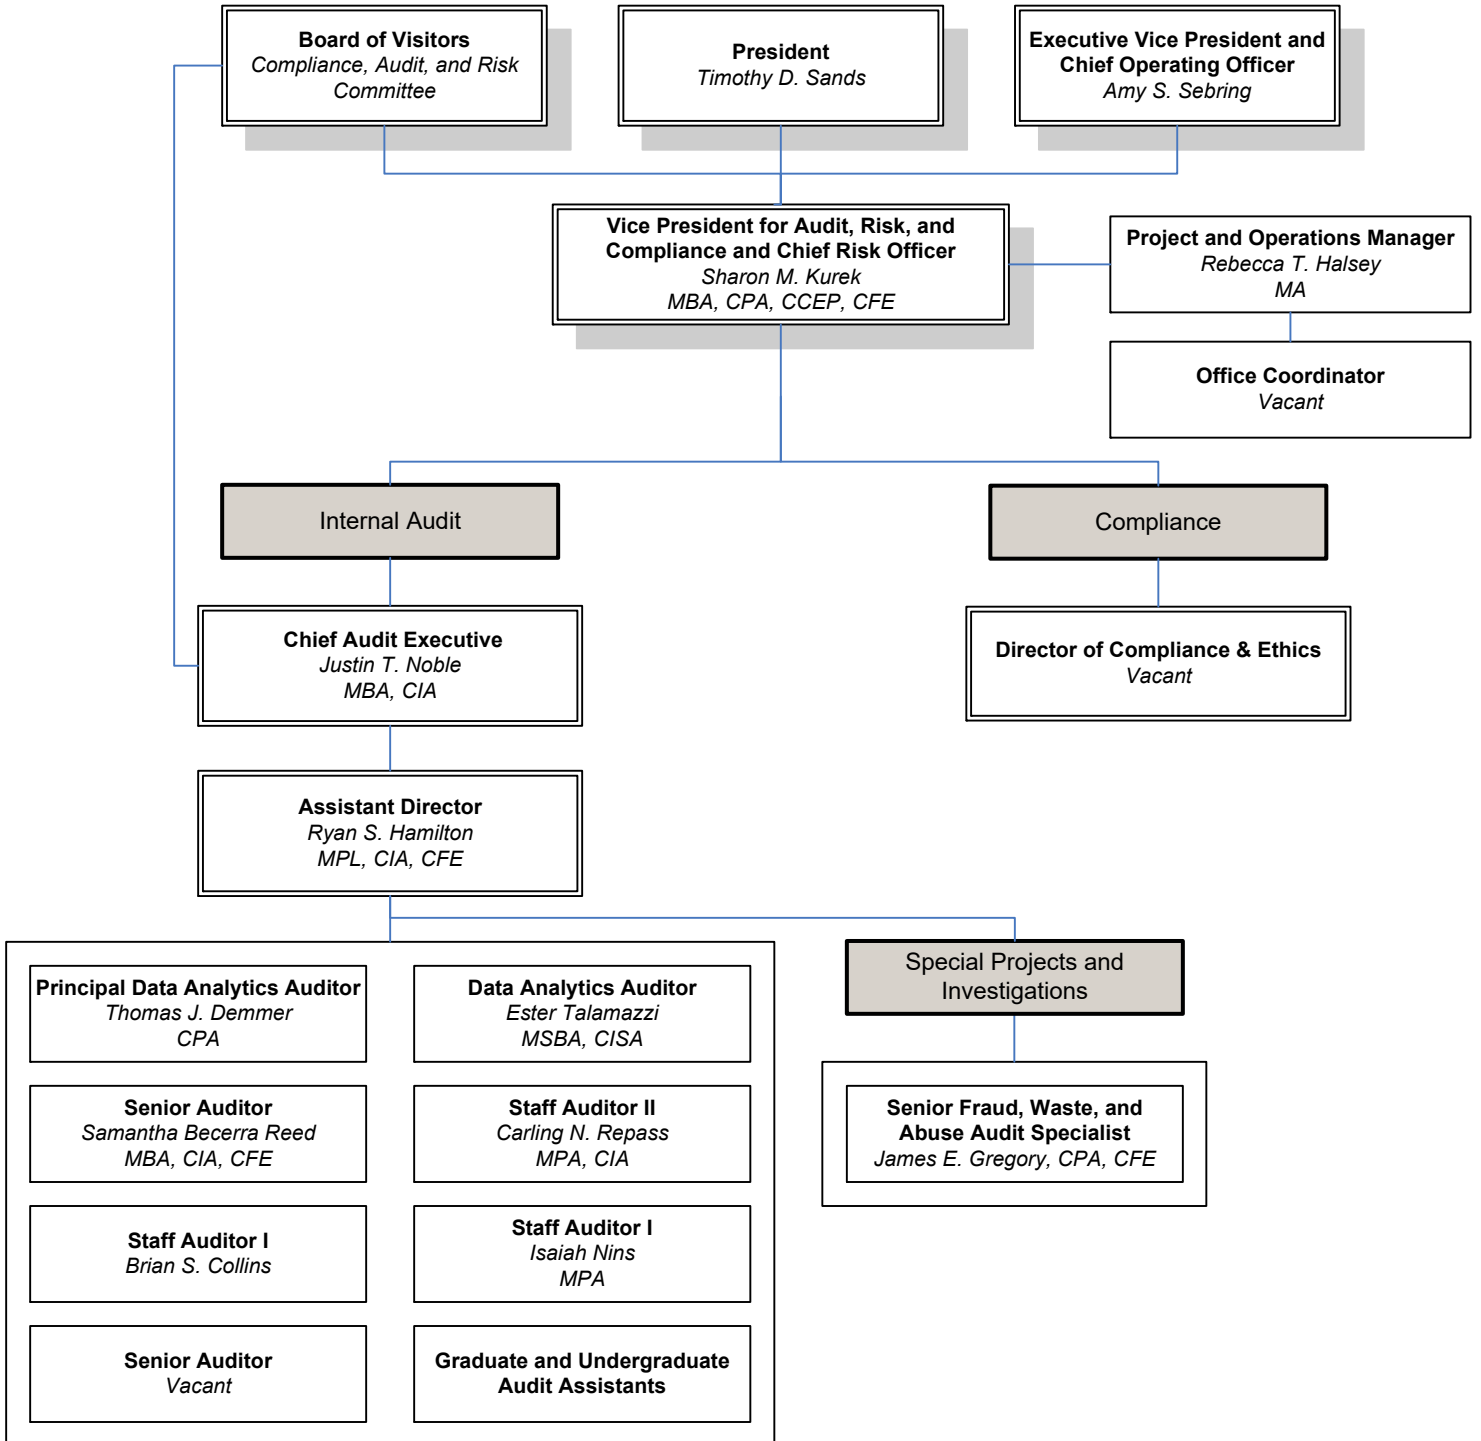 Board of Visitors
Compliance, Audit, and Risk
Committee
President
Timothy D. Sands
Executive Vice President and
Chief Operating Officer
Amy S. Sebring
Vice President for Audit, Risk, and
Compliance and Chief Risk Officer
Sharon M. Kurek
MBA, CPA, CCEP, CFE
Project and Operations Manager
Rebecca T. Halsey
MA
Office Coordinator
Vacant
Internal Audit
Compliance
Chief Audit Executive
Justin T. Noble
MBA, CIA
Director of Compliance & Ethics
Vacant
Assistant Director
Ryan S. Hamilton
MPL, CIA, CFE
Principal Data Analytics Auditor
Thomas J. Demmer
CPA
Data Analytics Auditor
Ester Talamazzi
MSBA, CISA
Special Projects and
Investigations
Senior Auditor
Samantha Becerra Reed
MBA, CIA, CFE
Staff Auditor II
Carling N. Repass
MPA, CIA
Senior Fraud, Waste, and
Abuse Audit Specialist
James E. Gregory, CPA, CFE
Staff Auditor I
Brian S. Collins
Staff Auditor I
Isaiah Nins
MPA
Senior Auditor
Vacant
Graduate and Undergraduate
Audit Assistants